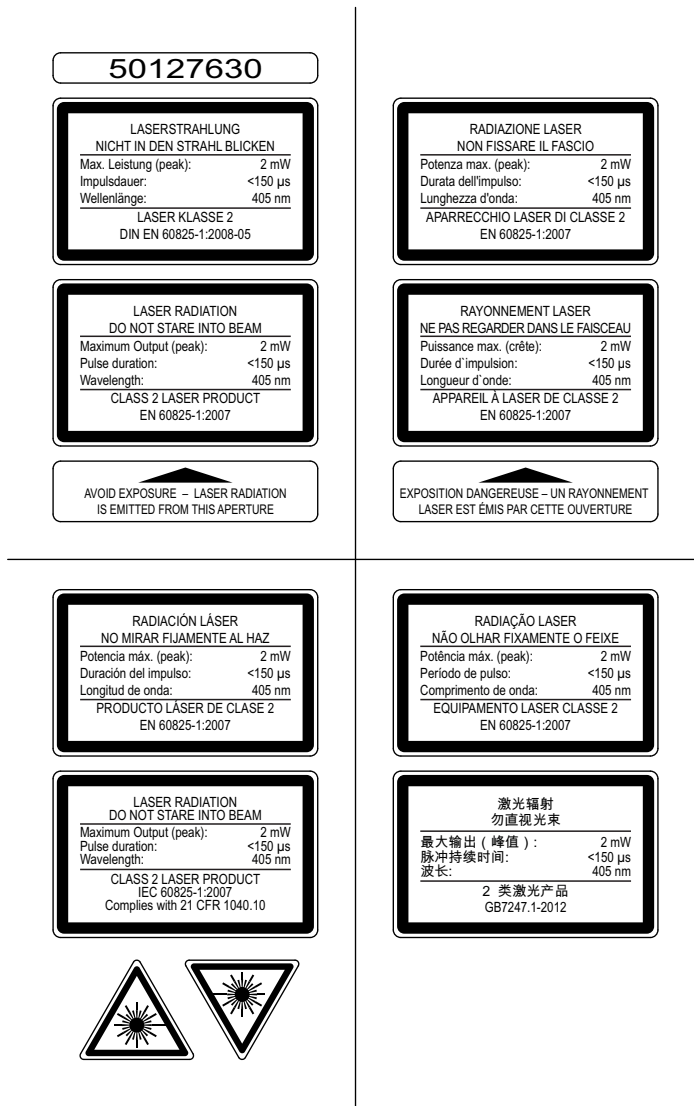 50127630
LASERSTRAHLUNG
NICHT IN DEN STRAHL BLICKEN
Max. Leistung (peak): 2 mW
Impulsdauer: <150 µs
Wellenlänge: 405 nm
LASER KLASSE 2
DIN EN 60825-1:2008-05
LASER RADIATION
DO NOT STARE INTO BEAM
Maximum Output (peak): 2 mW
Pulse duration: <150 µs
Wavelength: 405 nm
CLASS 2 LASER PRODUCT
EN 60825-1:2007
AVOID EXPOSURE – LASER RADIATION
IS EMITTED FROM THIS APERTURE
RADIAZIONE LASER
NON FISSARE IL FASCIO
Potenza max. (peak): 2 mW
Durata dell'impulso: <150 µs
Lunghezza d'onda: 405 nm
APARRECCHIO LASER DI CLASSE 2
EN 60825-1:2007
RAYONNEMENT LASER
NE PAS REGARDER DANS LE FAISCEAU
Puissance max. (crête): 2 mW
Durée d`impulsion: <150 µs
Longueur d`onde: 405 nm
APPAREIL À LASER DE CLASSE 2
EN 60825-1:2007
EXPOSITION DANGEREUSE – UN RAYONNEMENT
LASER EST ÉMIS PAR CETTE OUVERTURE
RADIACIÓN LÁSER
NO MIRAR FIJAMENTE AL HAZ
Potencia máx. (peak): 2 mW
Duración del impulso: <150 µs
Longitud de onda: 405 nm
PRODUCTO LÁSER DE CLASE 2
EN 60825-1:2007
LASER RADIATION
DO NOT STARE INTO BEAM
Maximum Output (peak): 2 mW
Pulse duration: <150 µs
Wavelength: 405 nm
CLASS 2 LASER PRODUCT
IEC 60825-1:2007
Complies with 21 CFR 1040.10
RADIAÇÃO LASER
NÃO OLHAR FIXAMENTE O FEIXE
Potência máx. (peak): 2 mW
Período de pulso: <150 µs
Comprimento de onda: 405 nm
EQUIPAMENTO LASER CLASSE 2
EN 60825-1:2007
激光辐射
勿直视光束
最大输出（峰值）: 2 mW
脉冲持续时间: <150 µs
波长: 405 nm
2 类激光产品
GB7247.1-2012